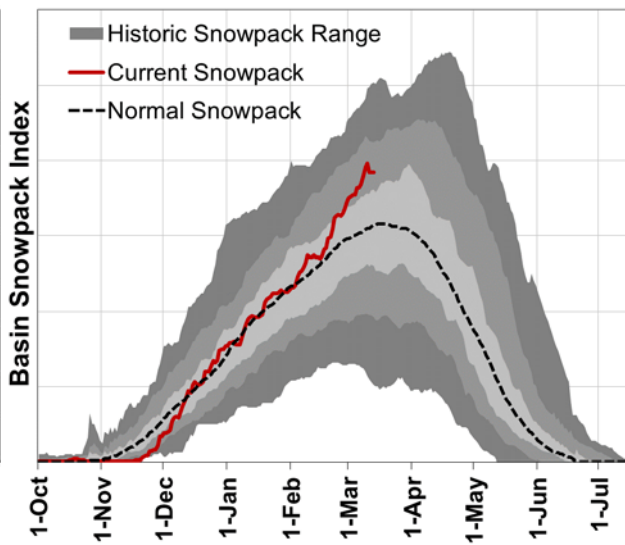 Historic Snowpack Range
Current Snowpack
Normal Snowpack
Basin Snowpack Index
1-Oct
1-Nov
1-Dec
1-Jan
1-Feb
1-Mar
1-Apr
1-May
1-Jun
1-Jul